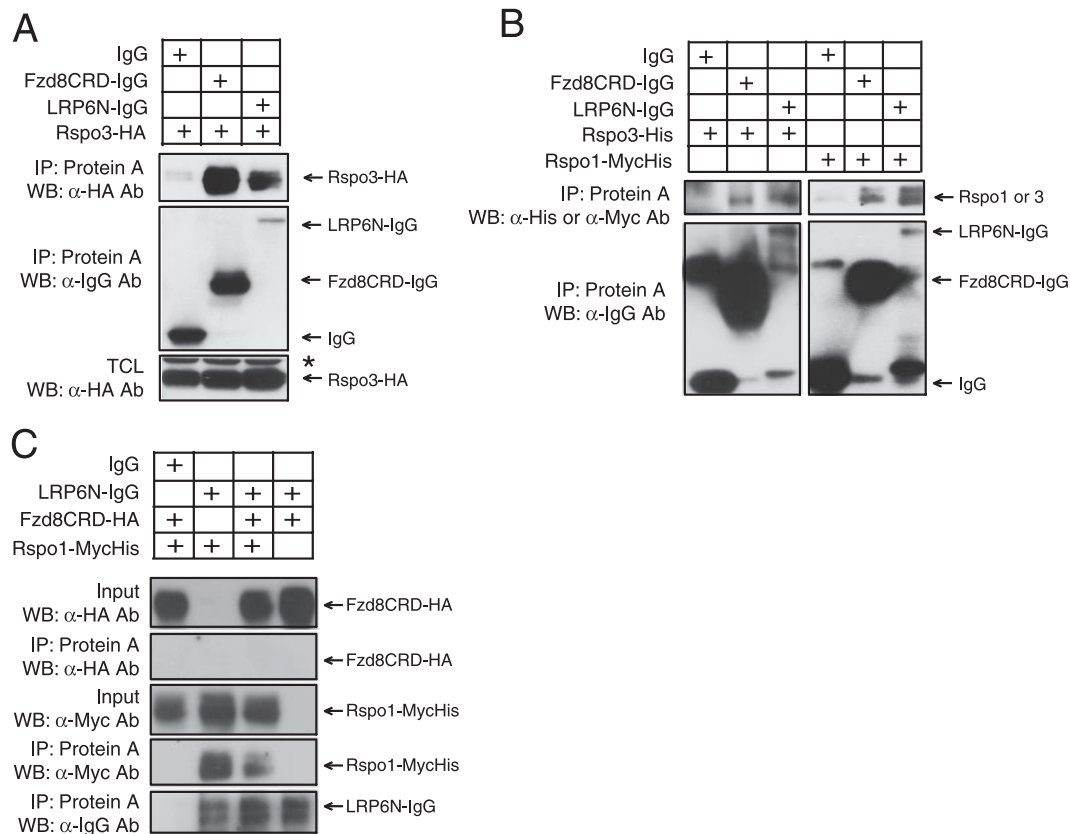 A
IgG +
Fzd8CRD-IgG +
LRP6N-IgG +
Rspo3-HA + + +
IP: Protein A
WB: α-HA Ab
← Rspo3-HA
← LRP6N-IgG
IP: Protein A
WB: α-IgG Ab
← Fzd8CRD-IgG
← IgG
TCL
WB: α-HA Ab
*
← Rspo3-HA
B
IgG + +
Fzd8CRD-IgG + +
LRP6N-IgG + +
Rspo3-His + + +
Rspo1-MycHis + + +
IP: Protein A
WB: α-His or α-Myc Ab
← Rspo1 or 3
← LRP6N-IgG
← Fzd8CRD-IgG
IP: Protein A
WB: α-IgG Ab
← IgG
C
IgG +
LRP6N-IgG + + +
Fzd8CRD-HA + + +
Rspo1-MycHis + + +
Input
WB: α-HA Ab
← Fzd8CRD-HA
IP: Protein A
WB: α-HA Ab
← Fzd8CRD-HA
Input
WB: α-Myc Ab
← Rspo1-MycHis
IP: Protein A
WB: α-Myc Ab
← Rspo1-MycHis
IP: Protein A
WB: α-IgG Ab
← LRP6N-IgG